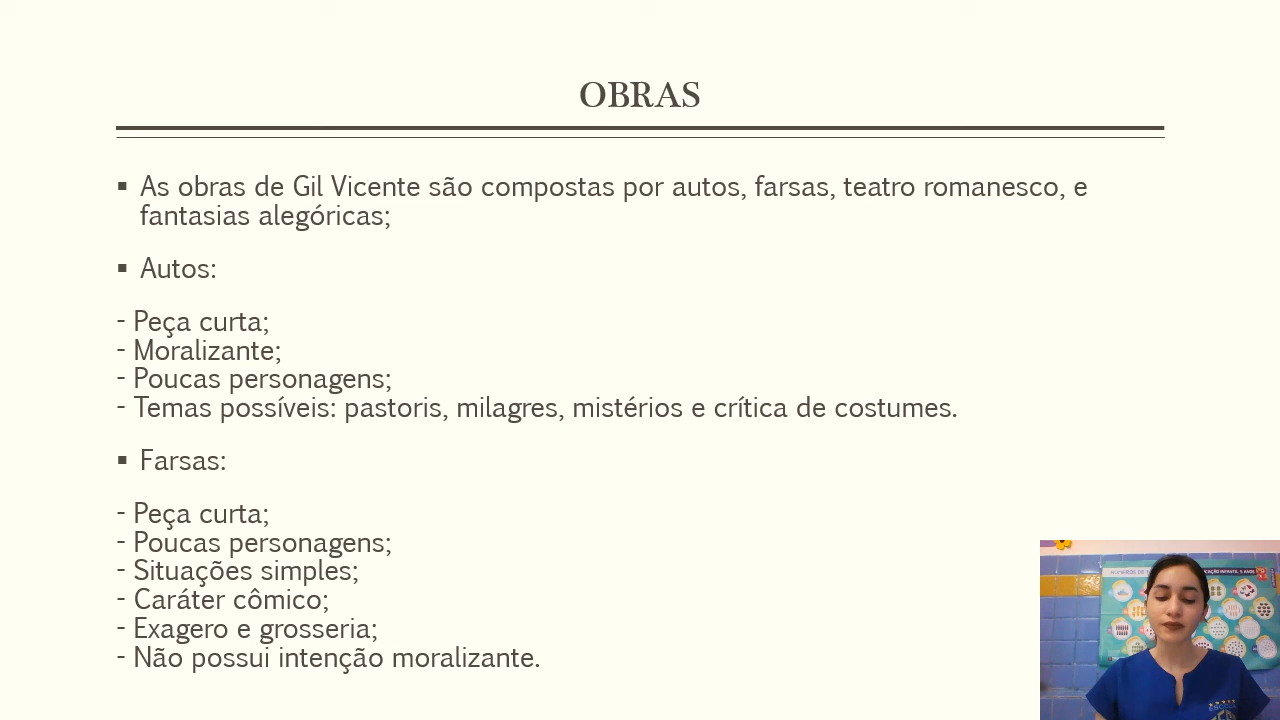 OBRAS
▪ As obras de Gil Vicente são compostas por autos, farsas, teatro romanesco, e
fantasias alegóricas;
▪ Autos:
- Peça curta;
- Moralizante;
- Poucas personagens;
- Temas possíveis: pastoris, milagres, mistérios e crítica de costumes.
▪ Farsas:
- Peça curta;
- Poucas personagens;
- Situações simples;
- Caráter cômico;
- Exagero e grosseria;
- Não possui intenção moralizante.